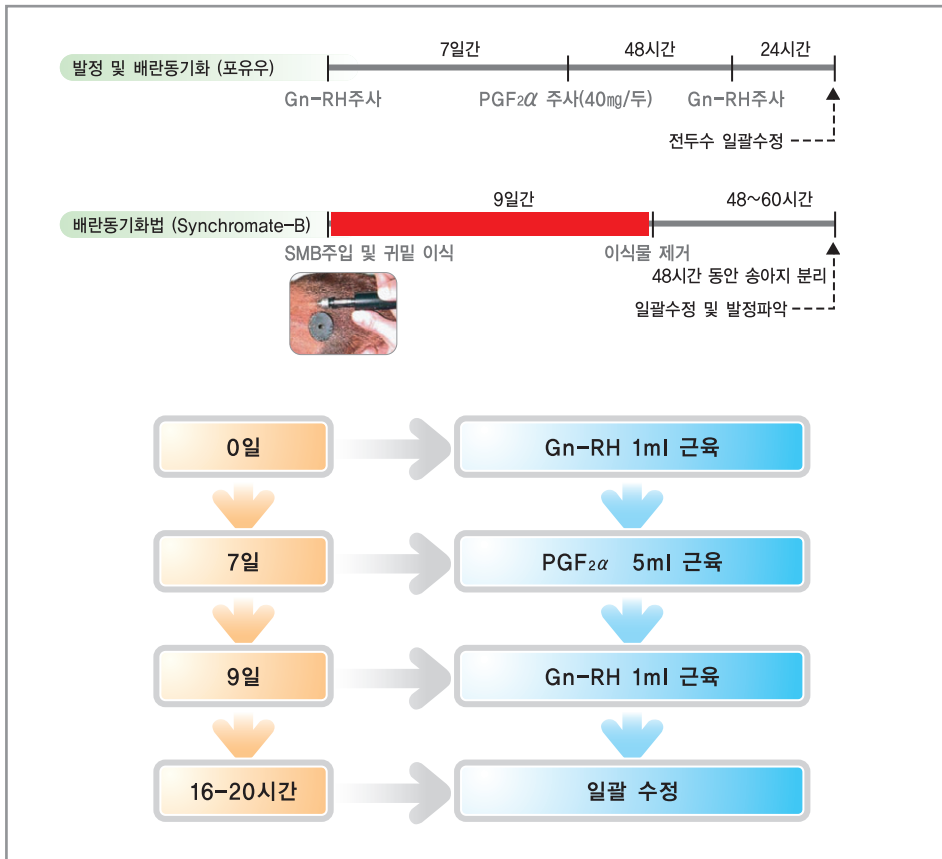 7일간 48시간 24시간
발정 및 배란동기화 (포유우)
Gn-RH주사 PGF₂α 주사(40㎎/두) Gn-RH주사
전두수 일괄수정
9일간 48~60시간
배란동기화법 (Synchromate-B)
SMB주입 및 귀밑 이식 이식물 제거
48시간 동안 송아지 분리
일괄수정 및 발정파악
0일 Gn-RH 1ml 근육
7일 PGF₂α 5ml 근육
9일 Gn-RH 1ml 근육
16-20시간 일괄 수정